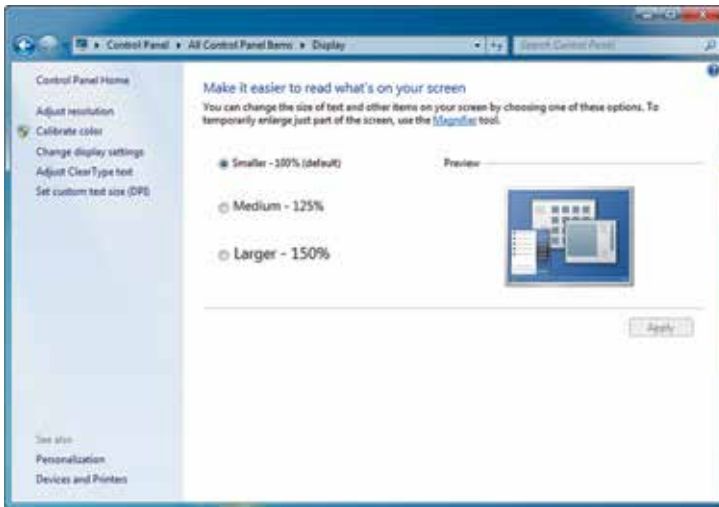 Control Panel ▸ All Control Panel Items ▸ Display
Search Control Panel
Control Panel Home
Adjust resolution
Calibrate color
Change display settings
Adjust ClearType text
Set custom text size (DPI)
See also
Personalization
Devices and Printers
Make it easier to read what's on your screen
You can change the size of text and other items on your screen by choosing one of these options. To
temporarily enlarge just part of the screen, use the Magnifier tool.
Smaller - 100% (default)
Preview
Medium - 125%
Larger - 150%
Apply